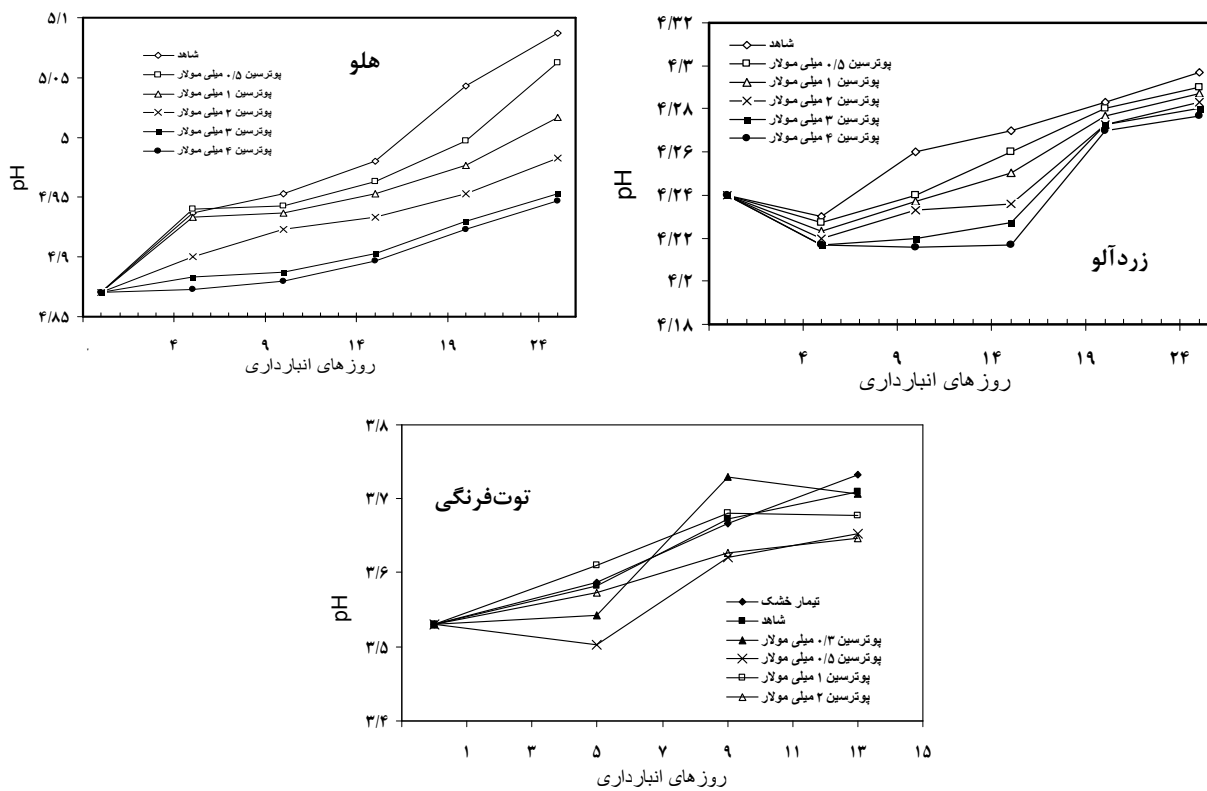 ۵/۱
۵/۰۵
۵
۴/۹۵
۴/۹
۴/۸۵
pH
هلو
شاهد
پوترسین ۰/۵ میلی مولار
پوترسین ۱ میلی مولار
پوترسین ۲ میلی مولار
پوترسین ۳ میلی مولار
پوترسین ۴ میلی مولار
۴ ۹ ۱۴ ۱۹ ۲۴
روزهای انبارداری
۴/۳۲
۴/۳
۴/۲۸
۴/۲۶
۴/۲۴
۴/۲۲
۴/۲
۴/۱۸
pH
شاهد
پوترسین ۰/۵ میلی مولار
پوترسین ۱ میلی مولار
پوترسین ۲ میلی مولار
پوترسین ۳ میلی مولار
پوترسین ۴ میلی مولار
زردآلو
۴ ۹ ۱۴ ۱۹ ۲۴
روزهای انبارداری
۳/۸
۳/۷
۳/۶
۳/۵
۳/۴
pH
توت‌فرنگی
تیمار خشک
شاهد
پوترسین ۰/۳ میلی مولار
پوترسین ۰/۵ میلی مولار
پوترسین ۱ میلی مولار
پوترسین ۲ میلی مولار
۱ ۳ ۵ ۷ ۹ ۱۱ ۱۳ ۱۵
روزهای انبارداری